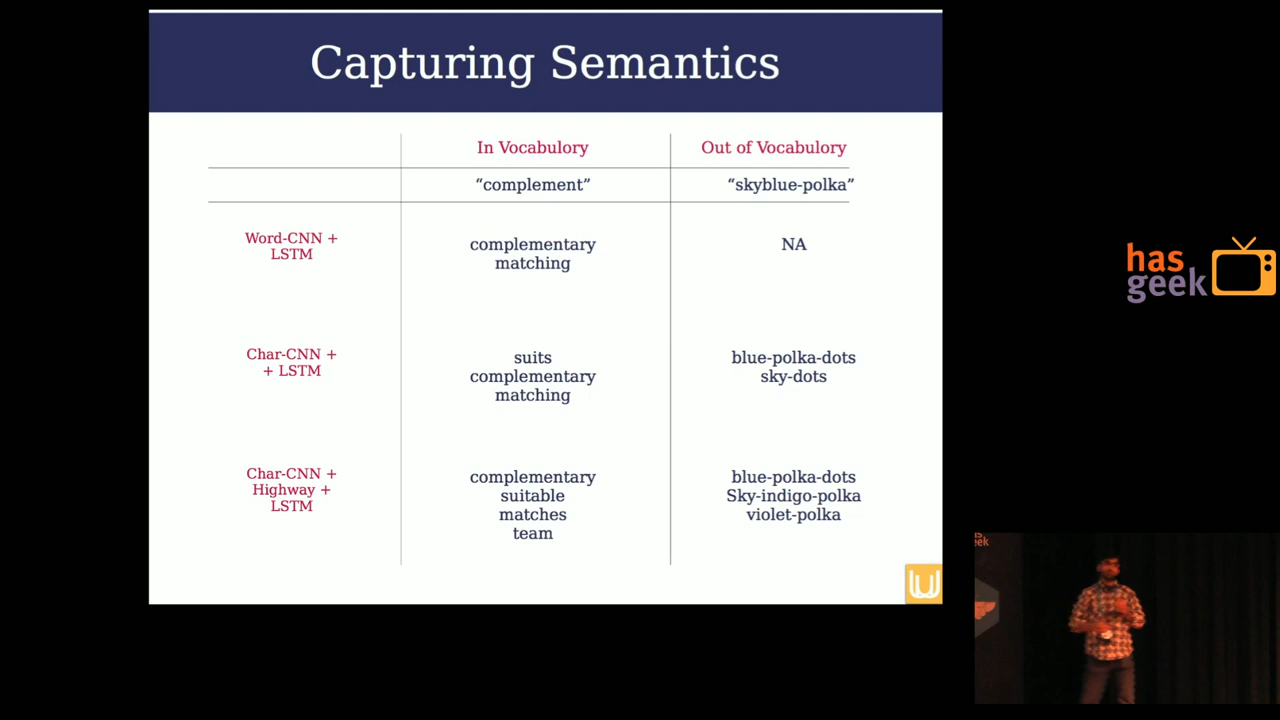 Capturing Semantics
In Vocabulory
Out of Vocabulory
“complement”
“skyblue-polka”
Word-CNN +
LSTM
complementary
matching
NA
Char-CNN +
+ LSTM
suits
complementary
matching
blue-polka-dots
sky-dots
Char-CNN +
Highway +
LSTM
complementary
suitable
matches
team
blue-polka-dots
Sky-indigo-polka
violet-polka
has
geek